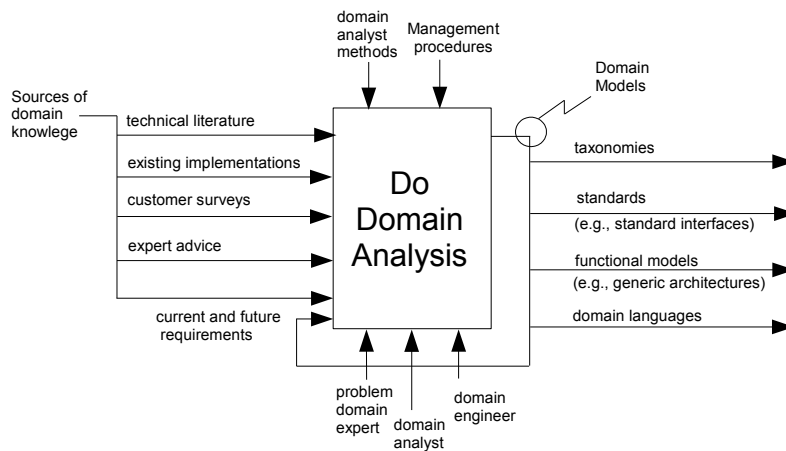 domain
analyst
methods
Management
procedures
Domain
Models
Sources of
domain
knowlege
technical literature
existing implementations
customer surveys
expert advice
current and future
requirements
Do
Domain
Analysis
taxonomies
standards
(e.g., standard interfaces)
functional models
(e.g., generic architectures)
domain languages
problem
domain
expert
domain
analyst
domain
engineer